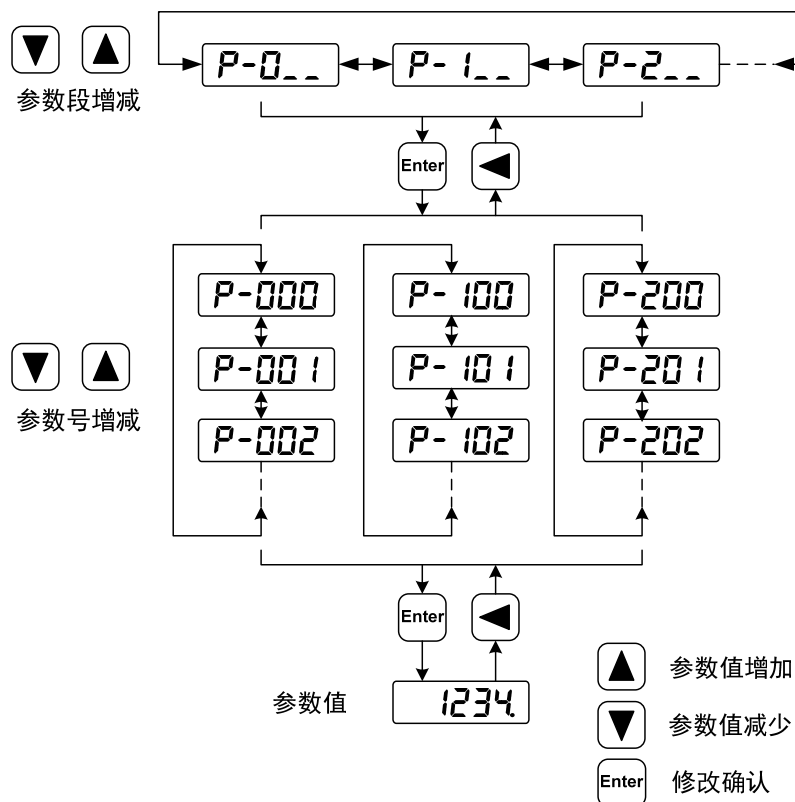 P-0_ _ P-1_ _ P-2_ _
参数段增减
Enter
P-000 P-100 P-200
P-001 P-101 P-201
参数号增减
P-002 P-102 P-202
Enter
参数值 1234.
参数值增加
参数值减少
Enter 修改确认